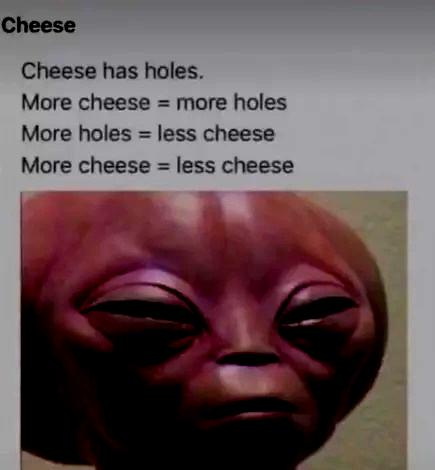 Cheese
Cheese has holes.
More cheese = more holes
More holes = less cheese
More cheese = less cheese